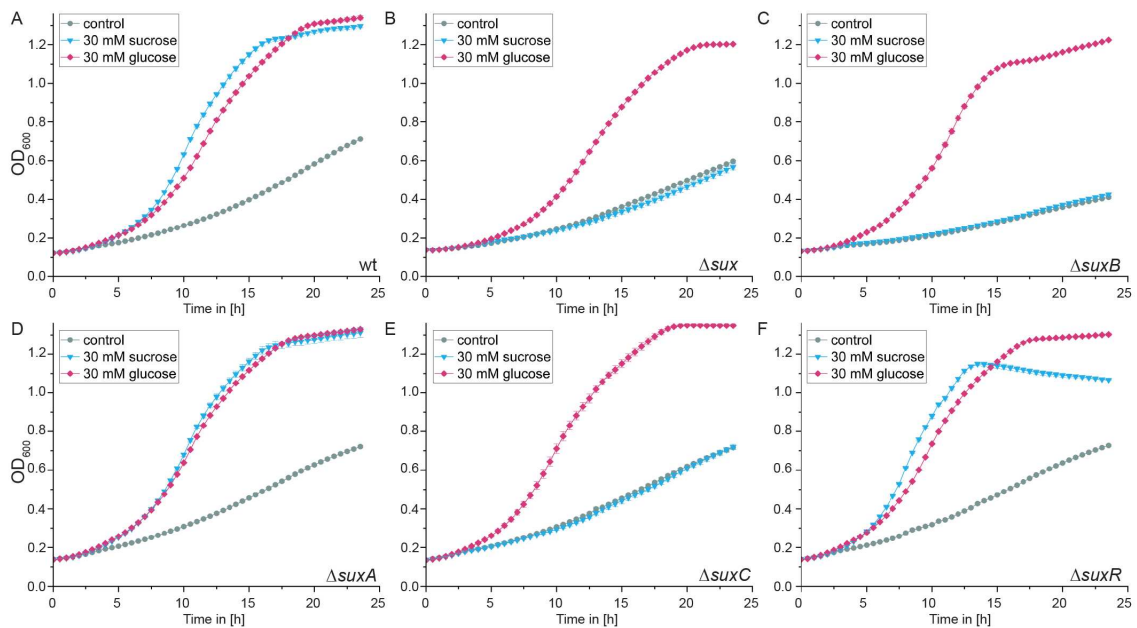 A
control
30 mM sucrose
30 mM glucose
OD600
1.2
1.0
0.8
0.6
0.4
0.2
0.0
0 5 10 15 20 25
Time in [h]
wt
B
control
30 mM sucrose
30 mM glucose
1.2
1.0
0.8
0.6
0.4
0.2
0.0
0 5 10 15 20 25
Time in [h]
Δsux
C
control
30 mM sucrose
30 mM glucose
1.2
1.0
0.8
0.6
0.4
0.2
0.0
0 5 10 15 20 25
Time in [h]
ΔsuxB
D
control
30 mM sucrose
30 mM glucose
OD600
1.2
1.0
0.8
0.6
0.4
0.2
0.0
0 5 10 15 20 25
Time in [h]
ΔsuxA
E
control
30 mM sucrose
30 mM glucose
1.2
1.0
0.8
0.6
0.4
0.2
0.0
0 5 10 15 20 25
Time in [h]
ΔsuxC
F
control
30 mM sucrose
30 mM glucose
1.2
1.0
0.8
0.6
0.4
0.2
0.0
0 5 10 15 20 25
Time in [h]
ΔsuxR